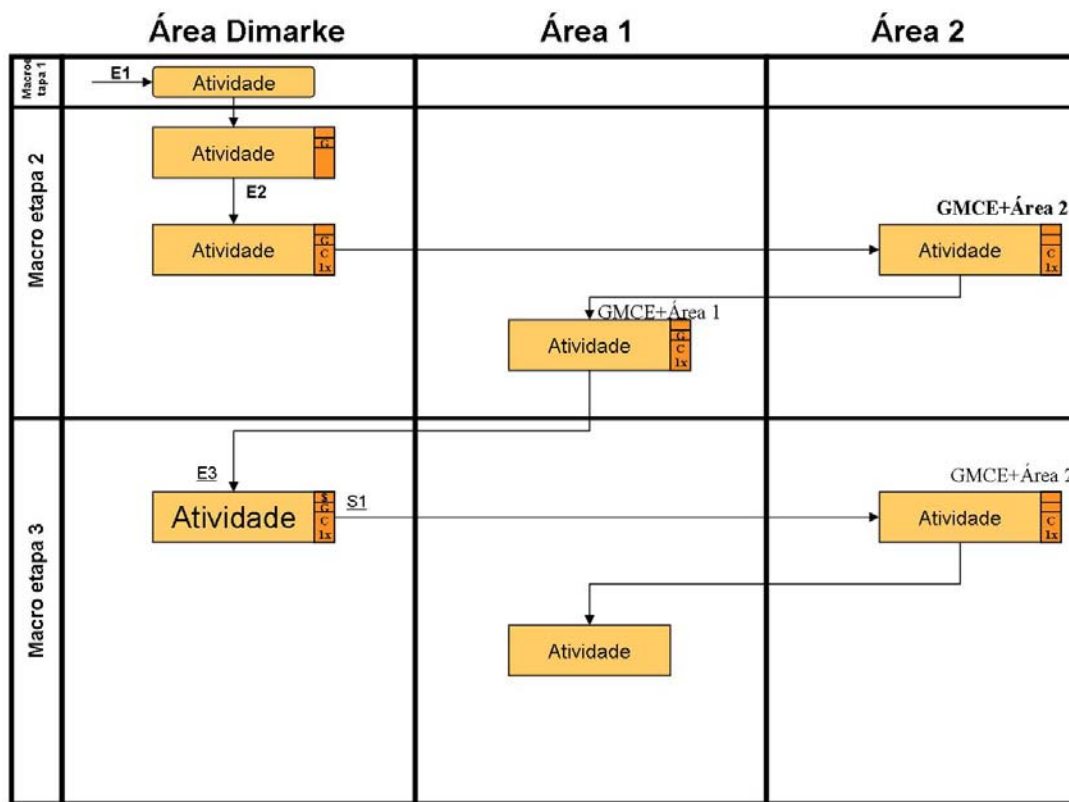 Área Dimarke
Área 1
Área 2
Macroe
tapa 1
E1
Atividade
Macro etapa 2
Atividade
G
E2
Atividade
G
C
1x
GMCE+Área 2
Atividade
C
1x
GMCE+Área 1
Atividade
G
C
1x
Macro etapa 3
E3
Atividade
$
G
C
1x
S1
GMCE+Área 2
Atividade
C
1x
Atividade